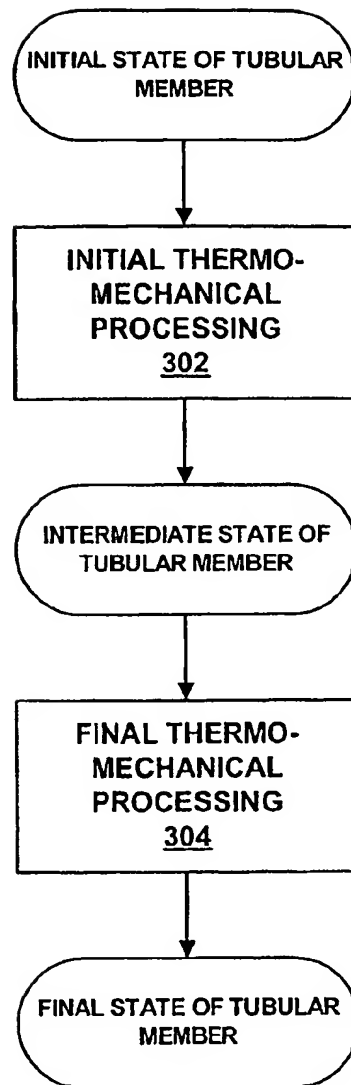 INITIAL STATE OF TUBULAR
MEMBER
INITIAL THERMO-
MECHANICAL
PROCESSING
302
INTERMEDIATE STATE OF
TUBULAR MEMBER
FINAL THERMO-
MECHANICAL
PROCESSING
304
FINAL STATE OF TUBULAR
MEMBER